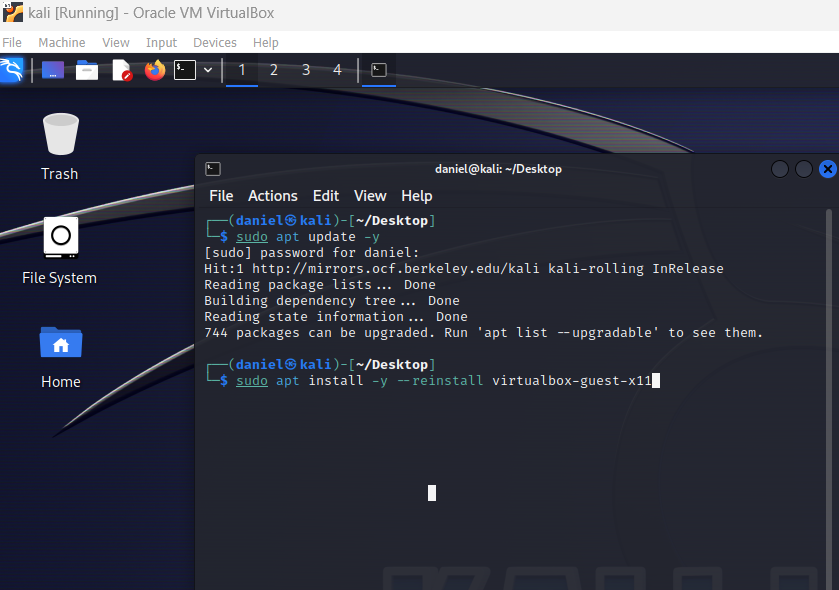 kali [Running] - Oracle VM VirtualBox
File Machine View Input Devices Help
1 2 3 4
Trash
File System
Home
daniel@kali: ~/Desktop
File Actions Edit View Help
┌──(daniel㉿kali)-[~/Desktop]
└─$ sudo apt update -y
[sudo] password for daniel:
Hit:1 http://mirrors.ocf.berkeley.edu/kali kali-rolling InRelease
Reading package lists... Done
Building dependency tree... Done
Reading state information... Done
744 packages can be upgraded. Run 'apt list --upgradable' to see them.
┌──(daniel㉿kali)-[~/Desktop]
└─$ sudo apt install -y --reinstall virtualbox-guest-x11